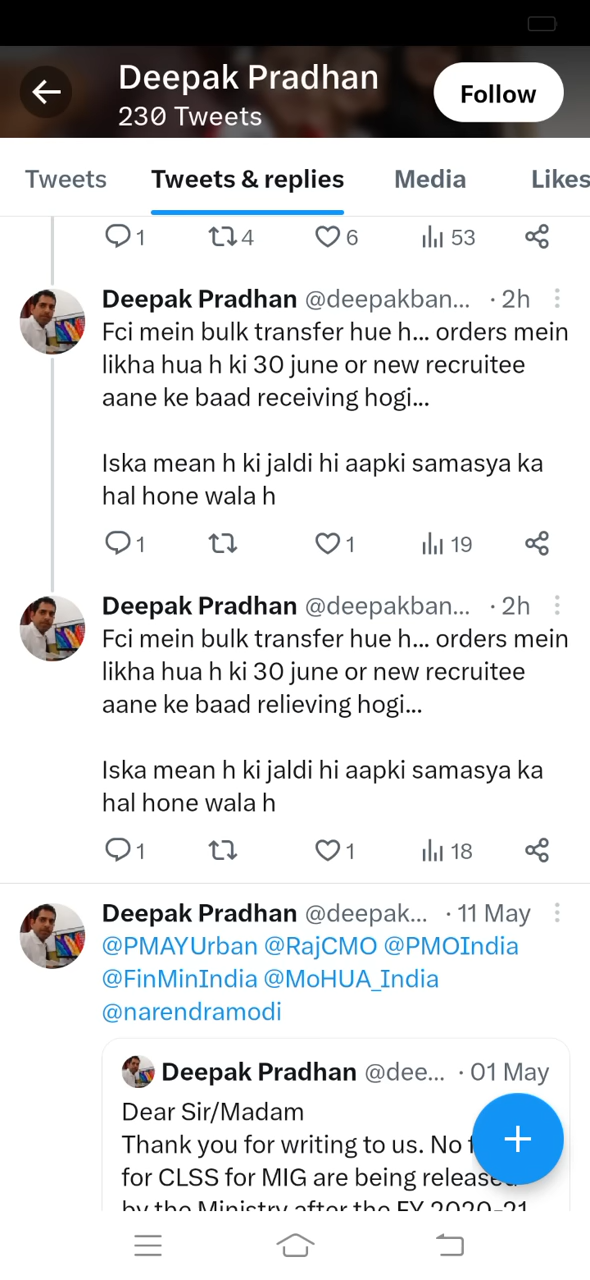 Deepak Pradhan
230 Tweets
Follow
Tweets
Tweets & replies
Media
Likes
1
4
6
53
Deepak Pradhan @deepakban... · 2h
Fci mein bulk transfer hue h... orders mein
likha hua h ki 30 june or new recruitee
aane ke baad receiving hogi...
Iska mean h ki jaldi hi aapki samasya ka
hal hone wala h
1
1
19
Deepak Pradhan @deepakban... · 2h
Fci mein bulk transfer hue h... orders mein
likha hua h ki 30 june or new recruitee
aane ke baad relieving hogi...
Iska mean h ki jaldi hi aapki samasya ka
hal hone wala h
1
1
18
Deepak Pradhan @deepak... · 11 May
@PMAYUrban @RajCMO @PMOIndia
@FinMinIndia @MoHUA_India
@narendramodi
Deepak Pradhan @dee... · 01 May
Dear Sir/Madam
Thank you for writing to us. No
for CLSS for MIG are being release
by the Ministry after the FY 2020-21